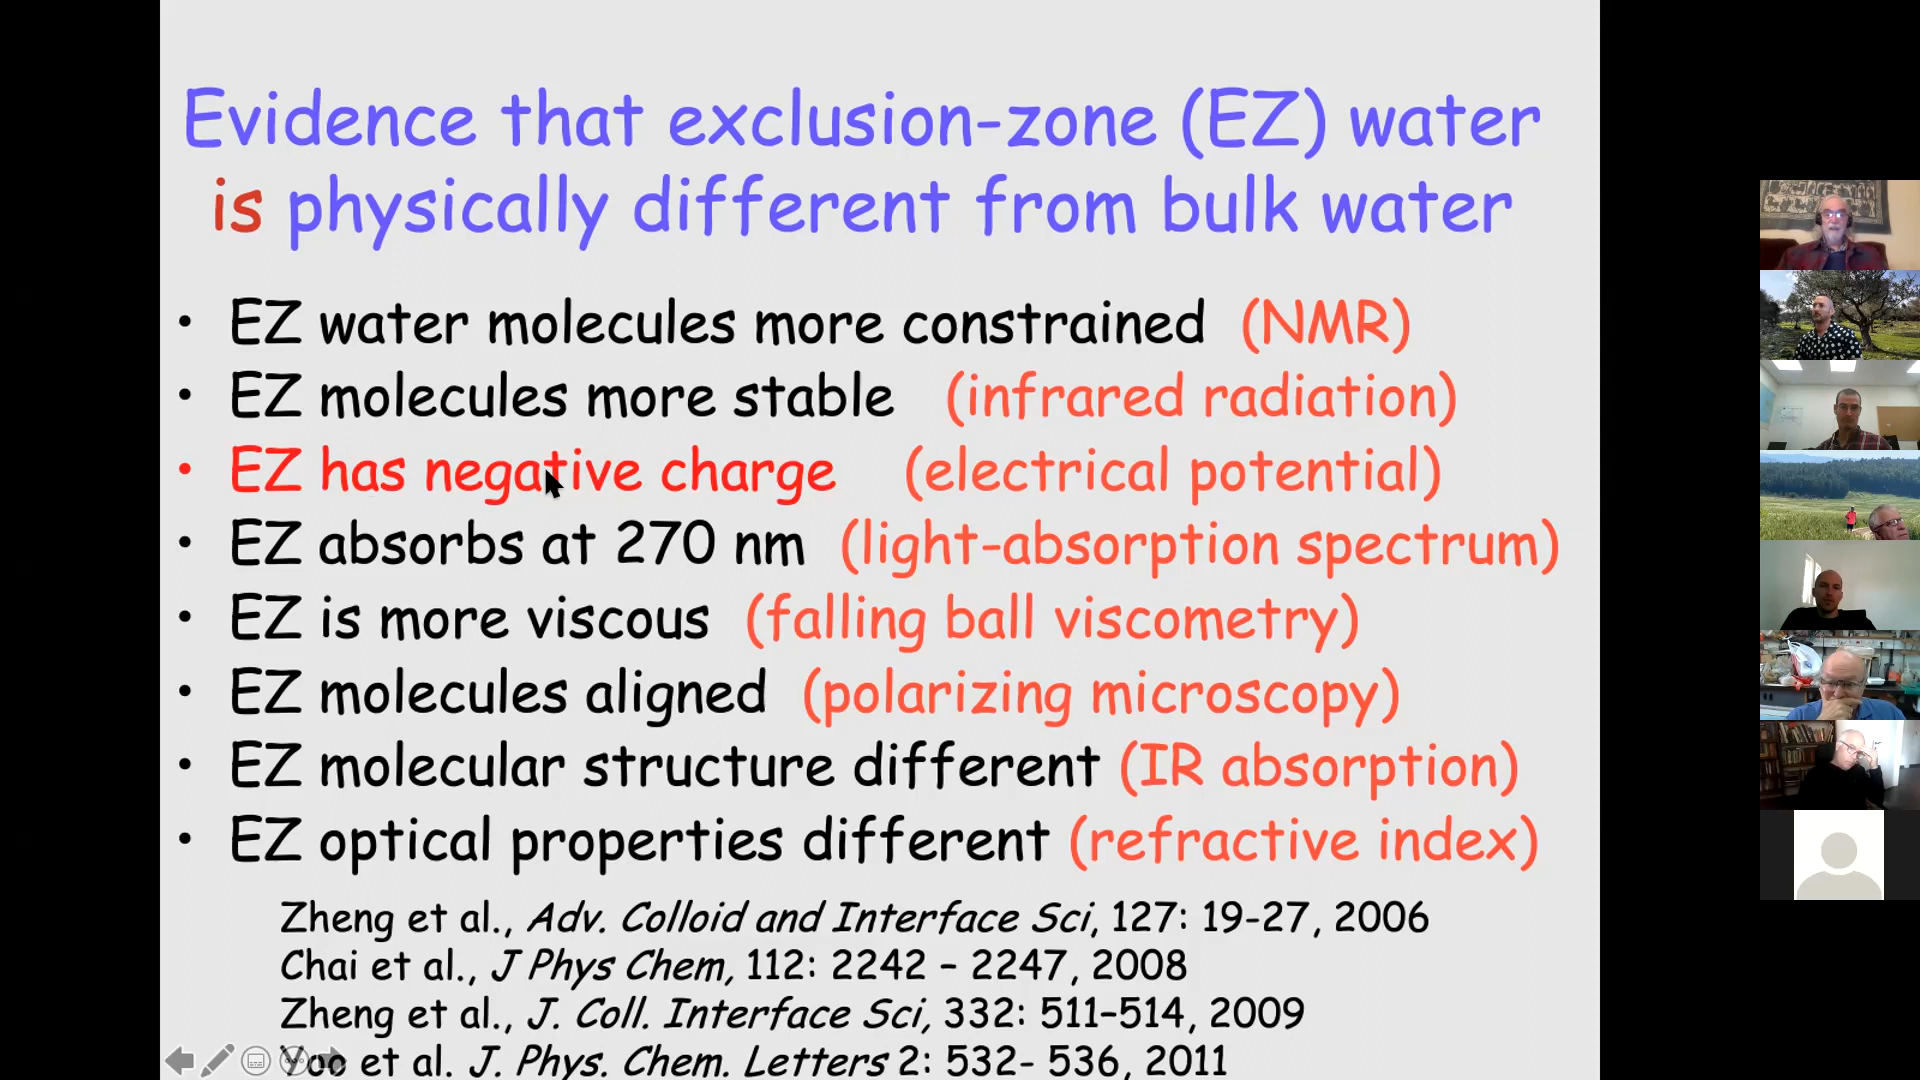 Evidence that exclusion-zone (EZ) water
is physically different from bulk water
• EZ water molecules more constrained (NMR)
• EZ molecules more stable (infrared radiation)
• EZ has negative charge (electrical potential)
• EZ absorbs at 270 nm (light-absorption spectrum)
• EZ is more viscous (falling ball viscometry)
• EZ molecules aligned (polarizing microscopy)
• EZ molecular structure different (IR absorption)
• EZ optical properties different (refractive index)
Zheng et al., Adv. Colloid and Interface Sci, 127: 19-27, 2006
Chai et al., J Phys Chem, 112: 2242 – 2247, 2008
Zheng et al., J. Coll. Interface Sci, 332: 511–514, 2009
et al. J. Phys. Chem. Letters 2: 532- 536, 2011